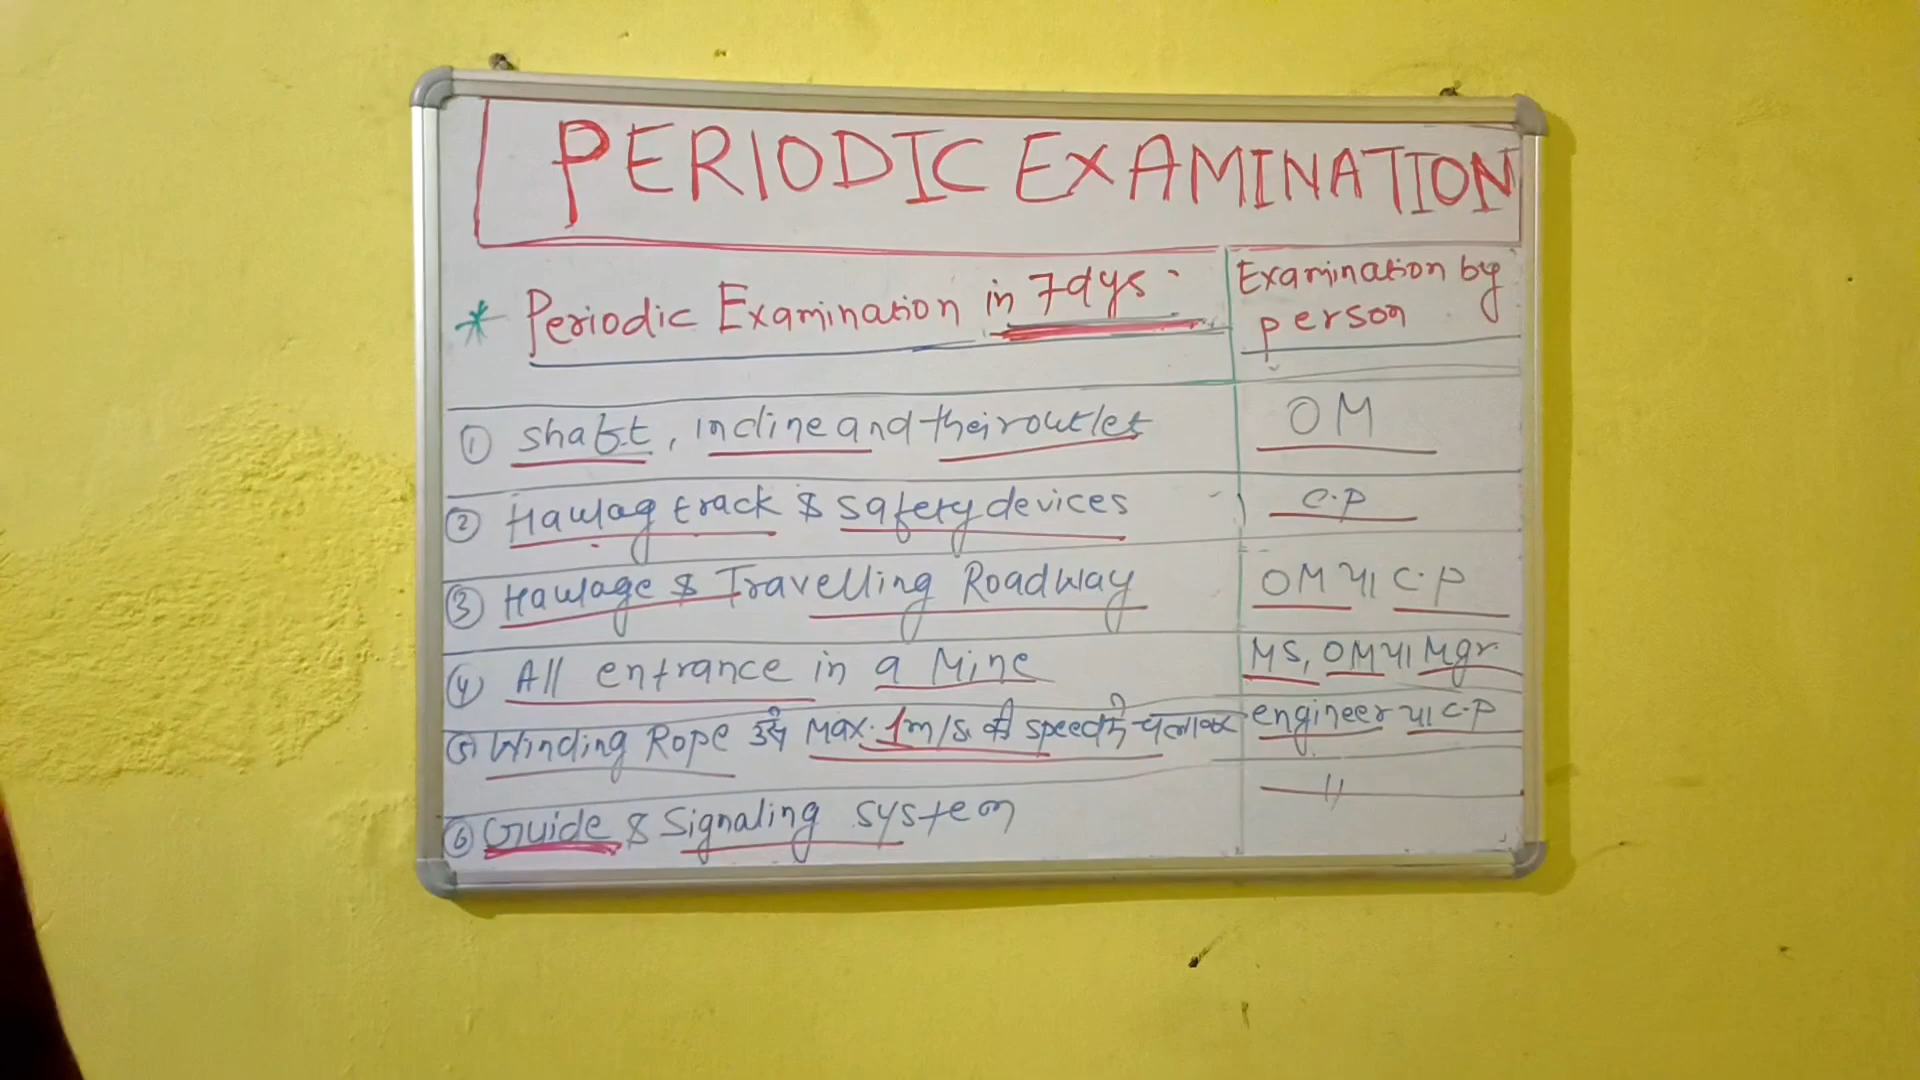 PERIODIC EXAMINATION
* Periodic Examination in 7dys.
Examination by
person
① Shaft, incline and their outlet
OM
② Haulag track & safety devices
C.P
③ Haulage & Travelling Roadway
OM या C.P
④ All entrance in a Mine
MS, OM या Mgr.
⑤ Winding Rope उसे Max. 1m/s की speed से चलाकर
engineer या C.P
⑥ Guide & Signaling system
—〃—